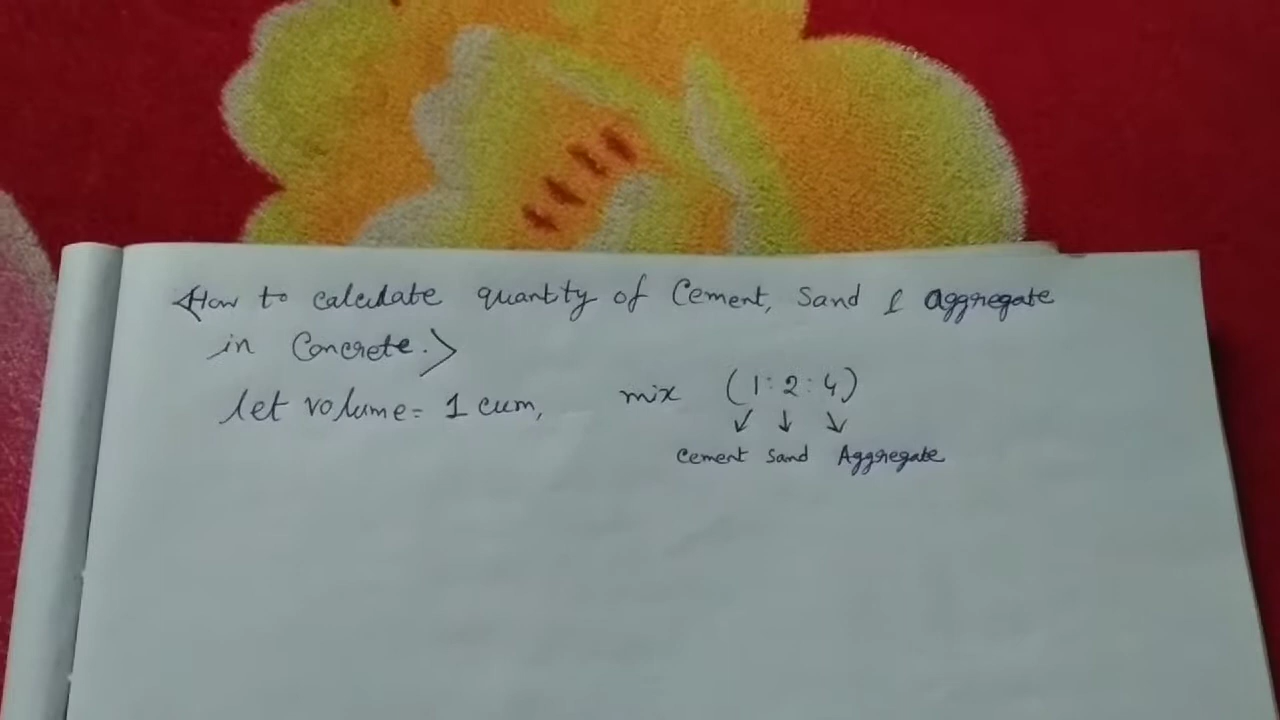 <How to calculate quantity of Cement, Sand & aggregate
in Concrete.>
let volume = 1 cum, mix (1:2:4)
↙ ↓ ↘
Cement Sand Aggregate